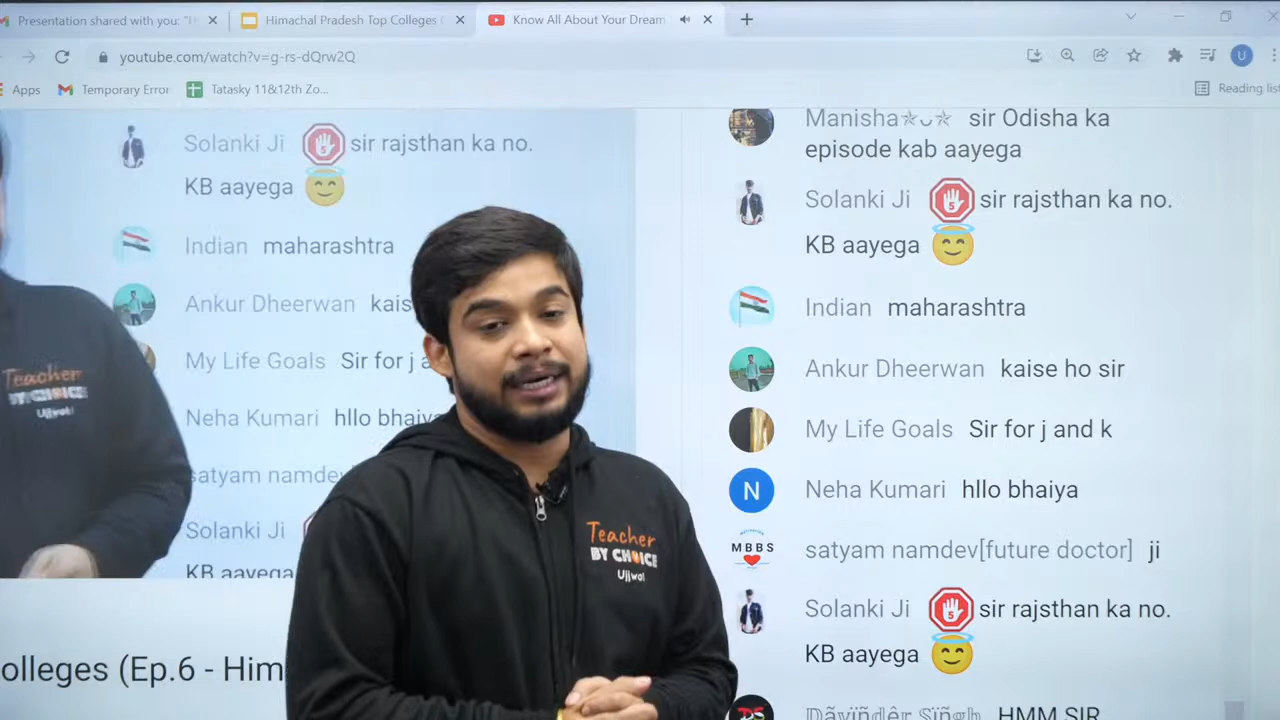 Presentation shared with you: "H
Himachal Pradesh Top Colleges
Know All About Your Dream
youtube.com/watch?v=g-rs-dQrw2Q
Apps
Temporary Error
Tatasky 11&12th Zo...
Reading list
U
Solanki Ji 5 sir rajsthan ka no.
KB aayega
Indian maharashtra
Ankur Dheerwan kais
My Life Goals Sir for j a
Neha Kumari hllo bhaiya
satyam namde
Solanki Ji
KB aayega
Teacher
BY CHOICE
Ujjwal
olleges (Ep.6 - Him
Teacher
BY CHOICE
Ujjwal
Manisha✯ᴗ✯ sir Odisha ka
episode kab aayega
Solanki Ji 5 sir rajsthan ka no.
KB aayega
Indian maharashtra
Ankur Dheerwan kaise ho sir
My Life Goals Sir for j and k
N
Neha Kumari hllo bhaiya
MBBS
satyam namdev[future doctor] ji
Solanki Ji 5 sir rajsthan ka no.
KB aayega
HMM SIR